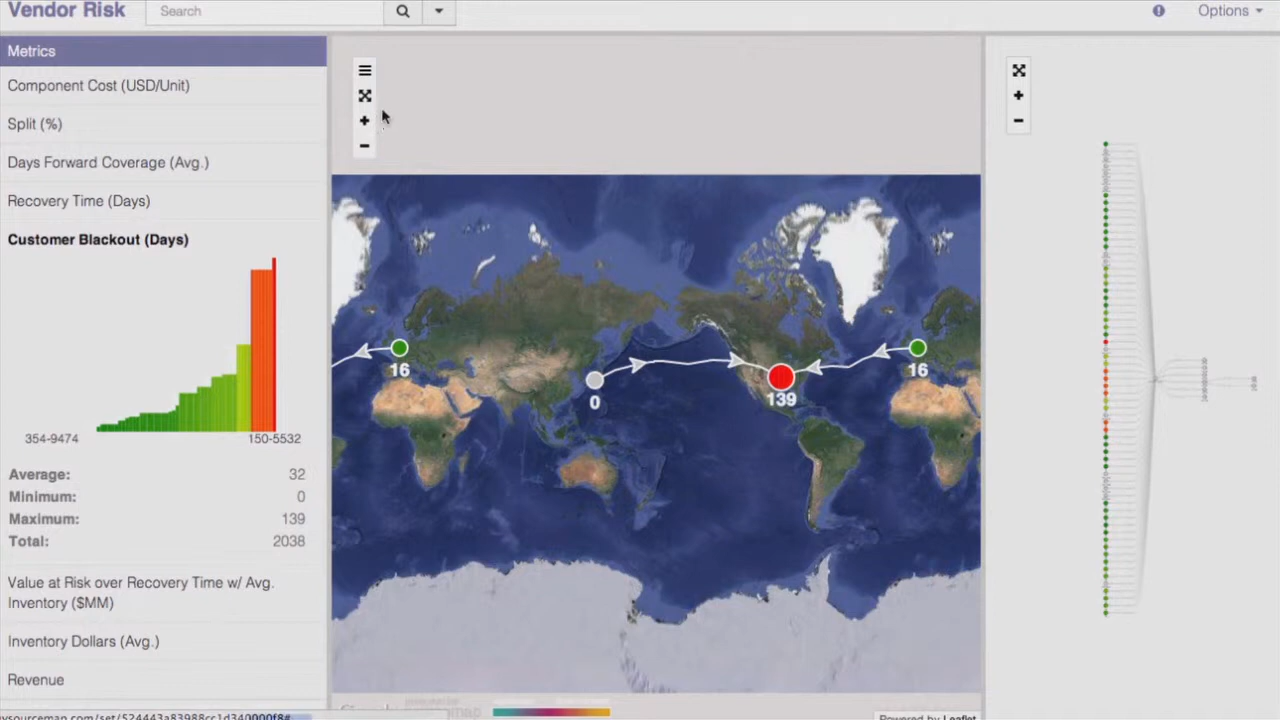 Vendor Risk
Search
Options
Metrics
Component Cost (USD/Unit)
Split (%)
Days Forward Coverage (Avg.)
Recovery Time (Days)
Customer Blackout (Days)
354-9474
150-5532
Average: 32
Minimum: 0
Maximum: 139
Total: 2038
Value at Risk over Recovery Time w/ Avg.
Inventory ($MM)
Inventory Dollars (Avg.)
Revenue
16
0
139
16
Powered by Leaflet